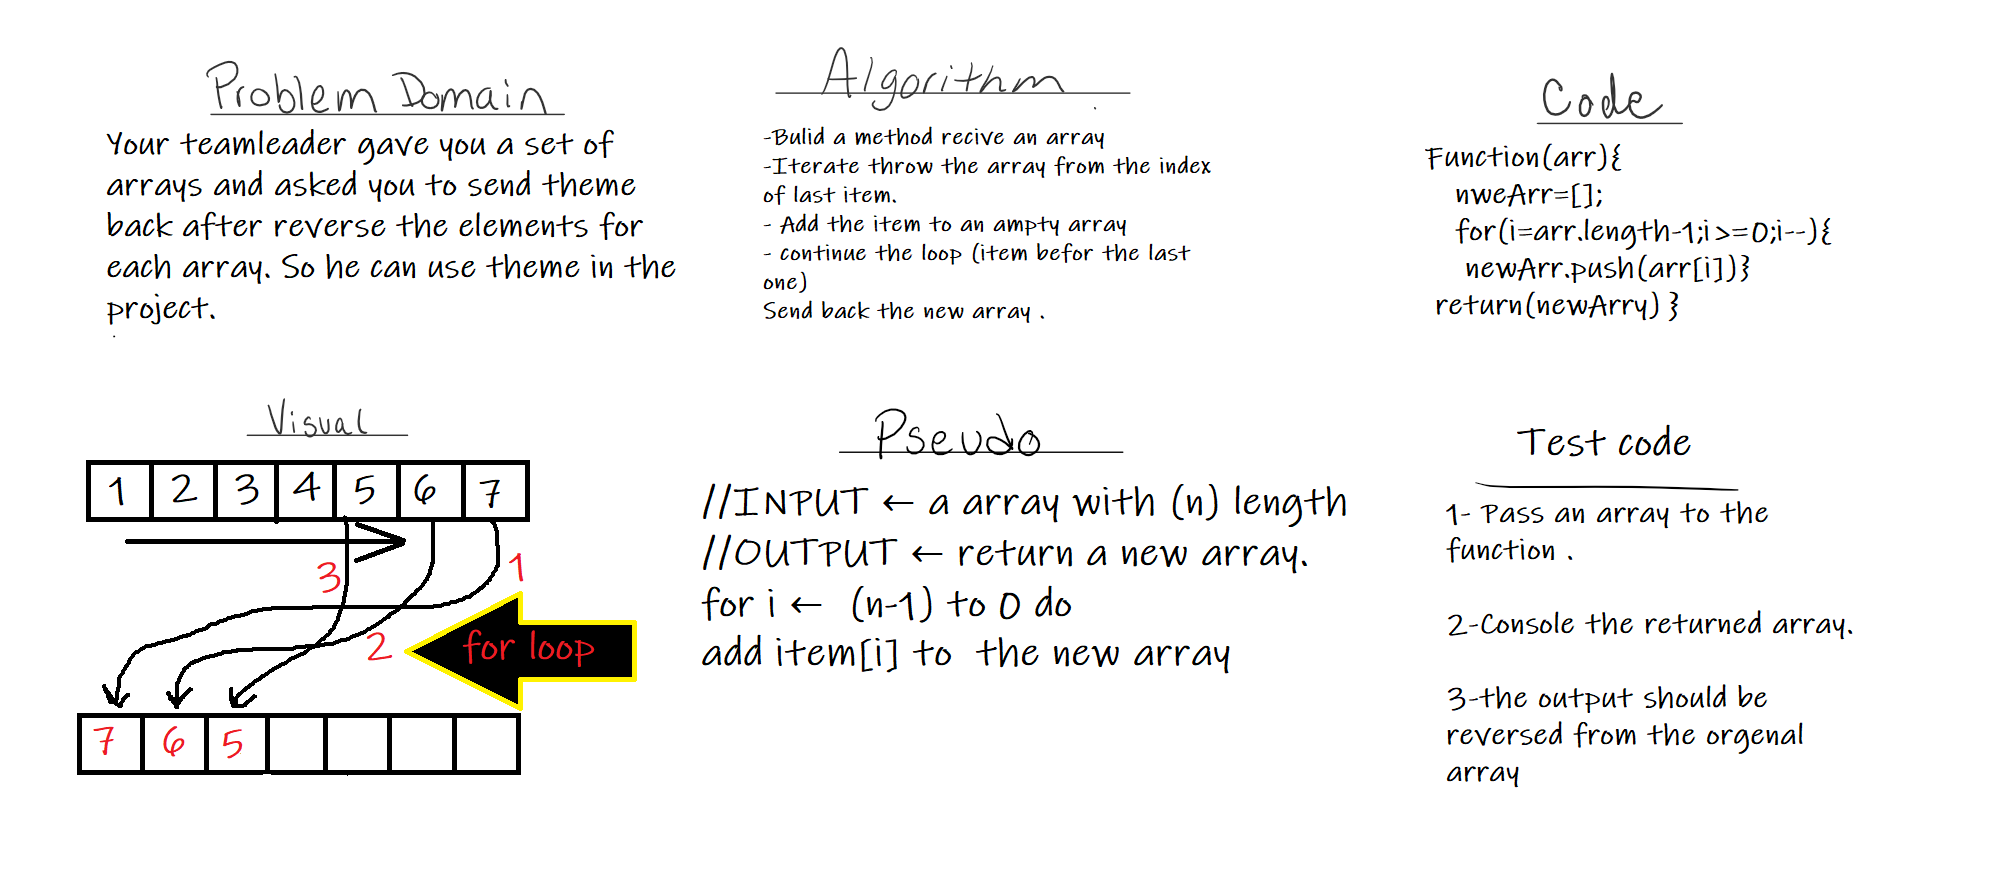 Problem Domain
Your teamleader gave you a set of
arrays and asked you to send theme
back after reverse the elements for
each array. So he can use theme in the
project.
Algorithm
-Bulid a method recive an array
-Iterate throw the array from the index
of last item.
- Add the item to an ampty array
- continue the loop (item befor the last
one)
Send back the new array .
Code
Function(arr){
nweArr=[];
for(i=arr.length-1;i>=0;i--){
newArr.push(arr[i])}
return(newArry) }
Visual
1 2 3 4 5 6 7
3
1
2
for loop
7 6 5
Pseudo
//INPUT ← a array with (n) length
//OUTPUT ← return a new array.
for i ← (n-1) to 0 do
add item[i] to the new array
Test code
1- Pass an array to the
function .
2-Console the returned array.
3-the output should be
reversed from the orgenal
array